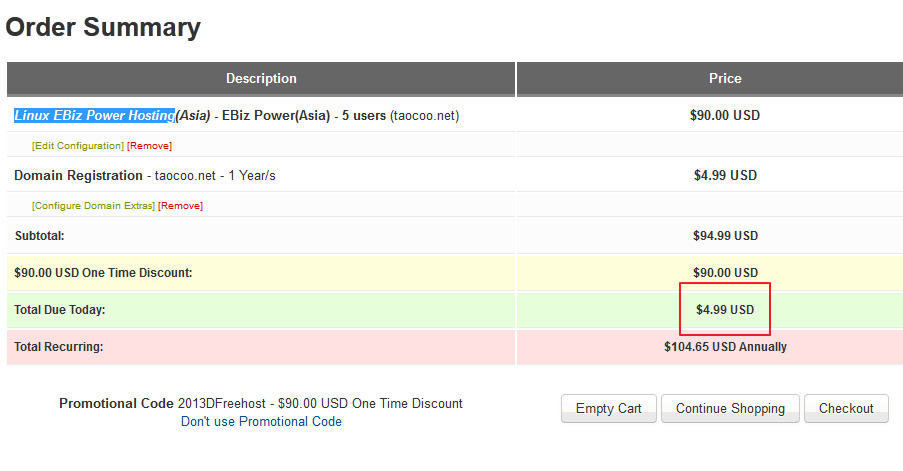 Order Summary
Description Price
Linux EBiz Power Hosting(Asia) - EBiz Power(Asia) - 5 users (taocoo.net) $90.00 USD
[Edit Configuration] [Remove]
Domain Registration - taocoo.net - 1 Year/s $4.99 USD
[Configure Domain Extras] [Remove]
Subtotal: $94.99 USD
$90.00 USD One Time Discount: $90.00 USD
Total Due Today: $4.99 USD
Total Recurring: $104.65 USD Annually
Promotional Code 2013DFreehost - $90.00 USD One Time Discount
Don't use Promotional Code
Empty Cart Continue Shopping Checkout